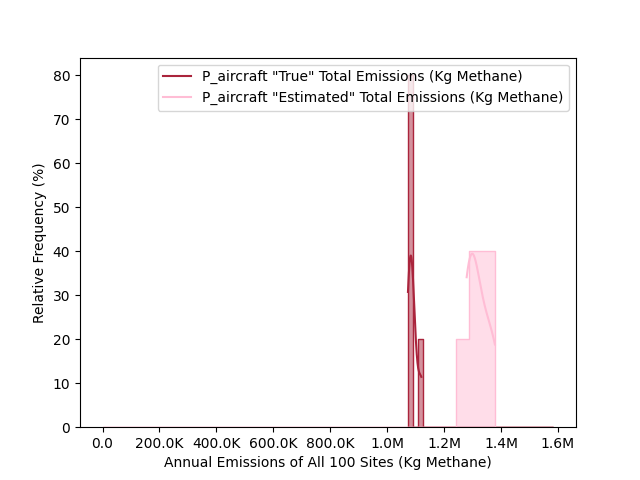 P_aircraft "True" Total Emissions (Kg Methane)
P_aircraft "Estimated" Total Emissions (Kg Methane)
80
70
60
50
40
30
20
10
0
Relative Frequency (%)
0.0 200.0K 400.0K 600.0K 800.0K 1.0M 1.2M 1.4M 1.6M
Annual Emissions of All 100 Sites (Kg Methane)